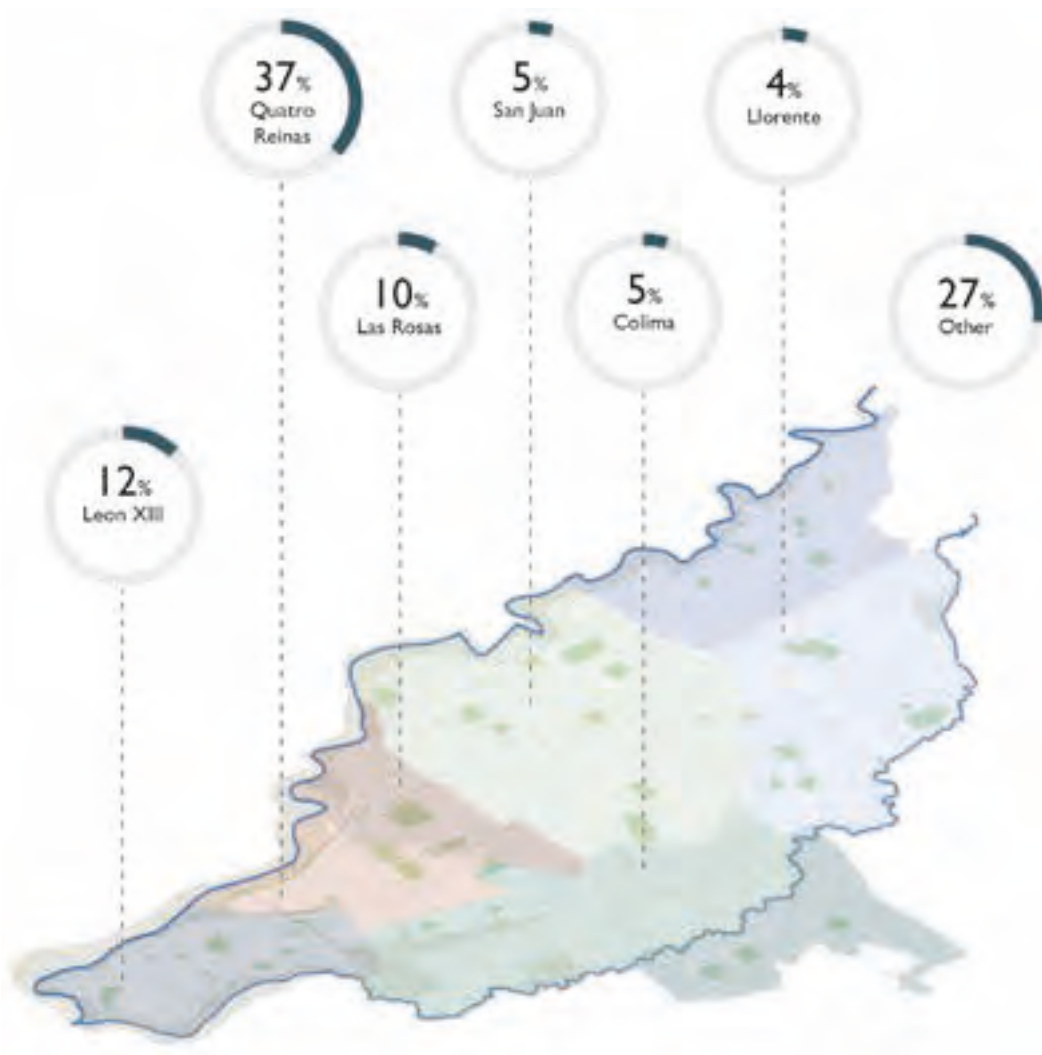 37%
Quatro
Reinas
5%
San Juan
4%
Llorente
10%
Las Rosas
5%
Colima
27%
Other
12%
Leon XIII